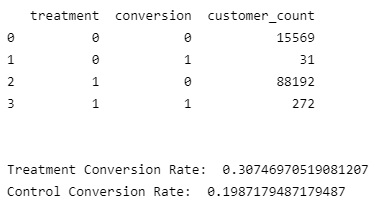 treatment conversion customer_count
0 0 0 15569
1 0 1 31
2 1 0 88192
3 1 1 272
Treatment Conversion Rate: 0.30746970519081207
Control Conversion Rate: 0.1987179487179487